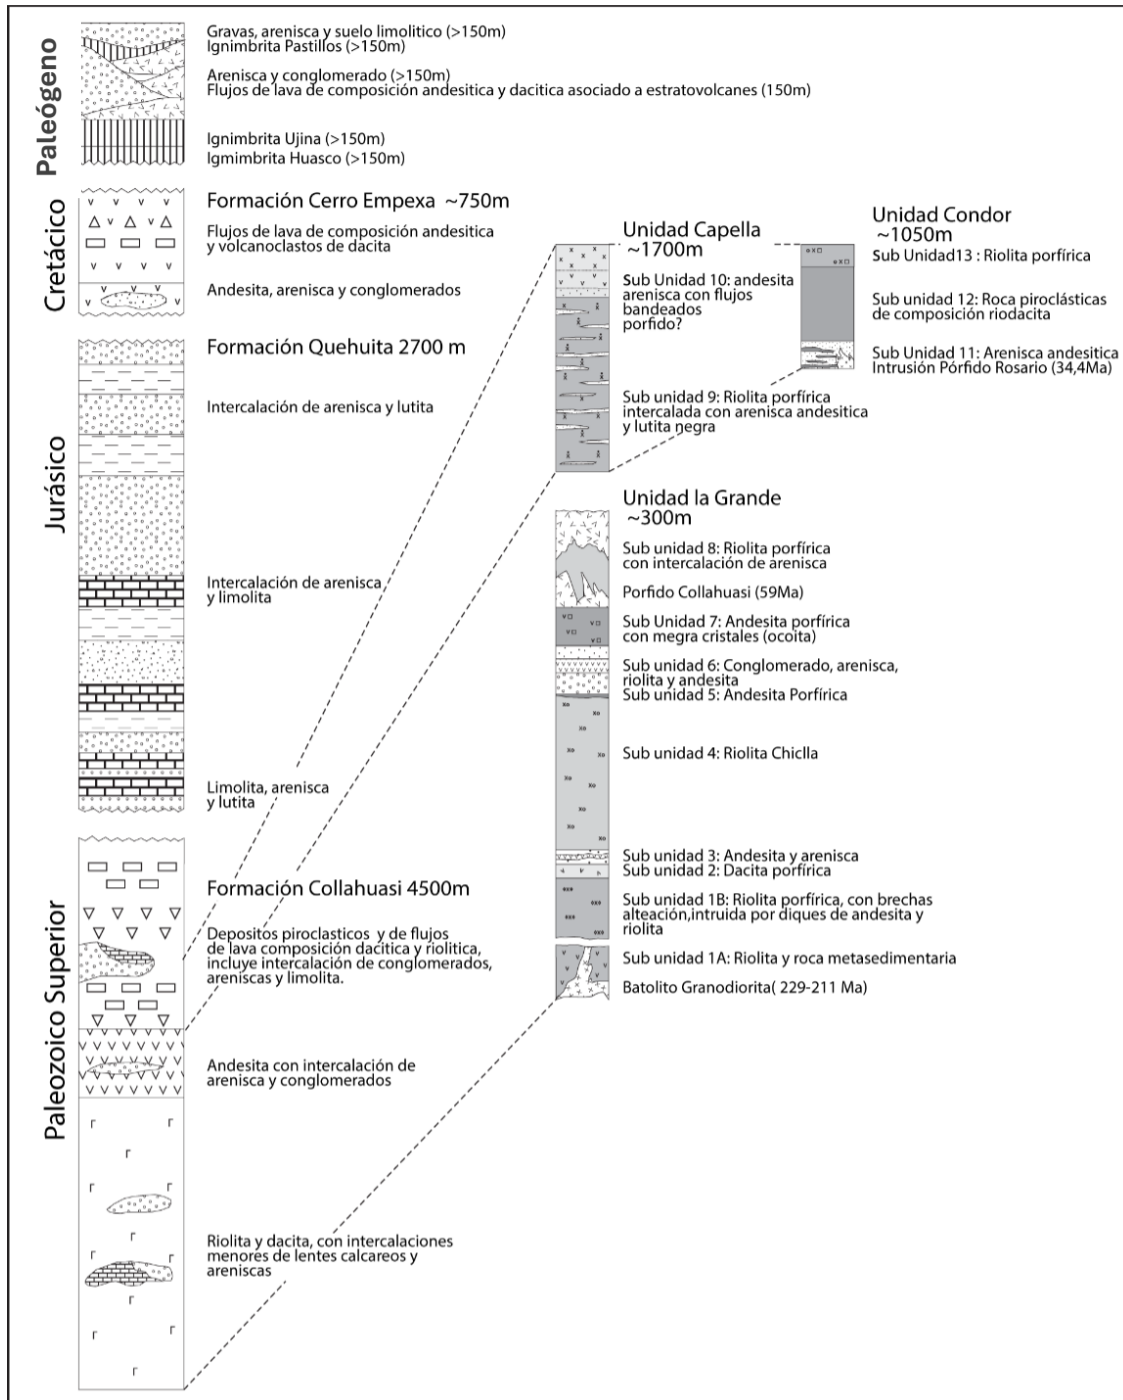 Paleógeno
Gravas, arenisca y suelo limolitico (>150m)
Ignimbrita Pastillos (>150m)
Arenisca y conglomerado (>150m)
Flujos de lava de composición andesitica y dacitica asociado a estratovolcanes (150m)
Ignimbrita Ujina (>150m)
Igmimbrita Huasco (>150m)
Cretácico
Formación Cerro Empexa ~750m
Flujos de lava de composición andesitica
y volcanoclastos de dacita
Andesita, arenisca y conglomerados
Jurásico
Formación Quehuita 2700 m
Intercalación de arenisca y lutita
Intercalación de arenisca
y limolita
Limolita, arenisca
y lutita
Paleozoico Superior
Formación Collahuasi 4500m
Depositos piroclasticos y de flujos
de lava composición dacitica y riolitica,
incluye intercalación de conglomerados,
areniscas y limolita.
Andesita con intercalación de
arenisca y conglomerados
Riolita y dacita, con intercalaciones
menores de lentes calcareos y
areniscas
Unidad Capella
~1700m
Sub Unidad 10: andesita
arenisca con flujos
bandeados
porfido?
Sub unidad 9: Riolita porfírica
intercalada con arenisca andesitica
y lutita negra
Unidad Condor
~1050m
Sub Unidad13 : Riolita porfírica
Sub unidad 12: Roca piroclásticas
de composición riodacita
Sub Unidad 11: Arenisca andesitica
Intrusión Pórfido Rosario (34,4Ma)
Unidad la Grande
~300m
Sub unidad 8: Riolita porfírica
con intercalación de arenisca
Porfido Collahuasi (59Ma)
Sub Unidad 7: Andesita porfírica
con megra cristales (ocoita)
Sub unidad 6: Conglomerado, arenisca,
riolita y andesita
Sub unidad 5: Andesita Porfírica
Sub unidad 4: Riolita Chiclla
Sub unidad 3: Andesita y arenisca
Sub unidad 2: Dacita porfírica
Sub unidad 1B: Riolita porfírica, con brechas
alteación,intruida por diques de andesita y
riolita
Sub unidad 1A: Riolita y roca metasedimentaria
Batolito Granodiorita( 229-211 Ma)